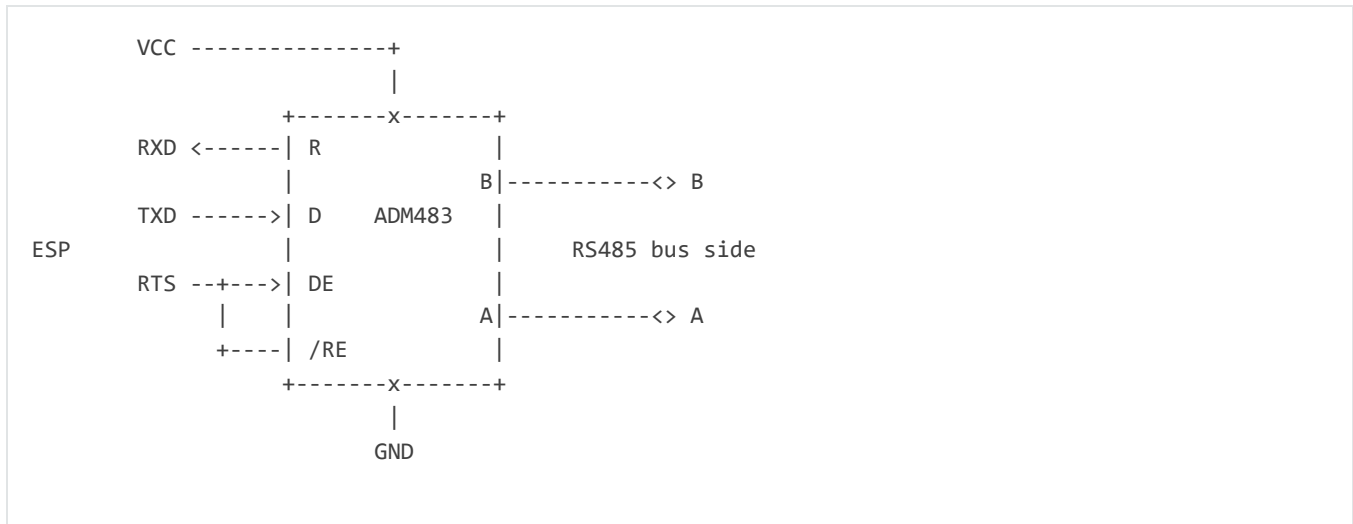 VCC ---------------+
|
+-------x-------+
RXD <------| R |
| B|-----------<> B
TXD ------>| D ADM483 |
ESP | | RS485 bus side
RTS --+--->| DE |
| | A|-----------<> A
+----| /RE |
+-------x-------+
|
GND